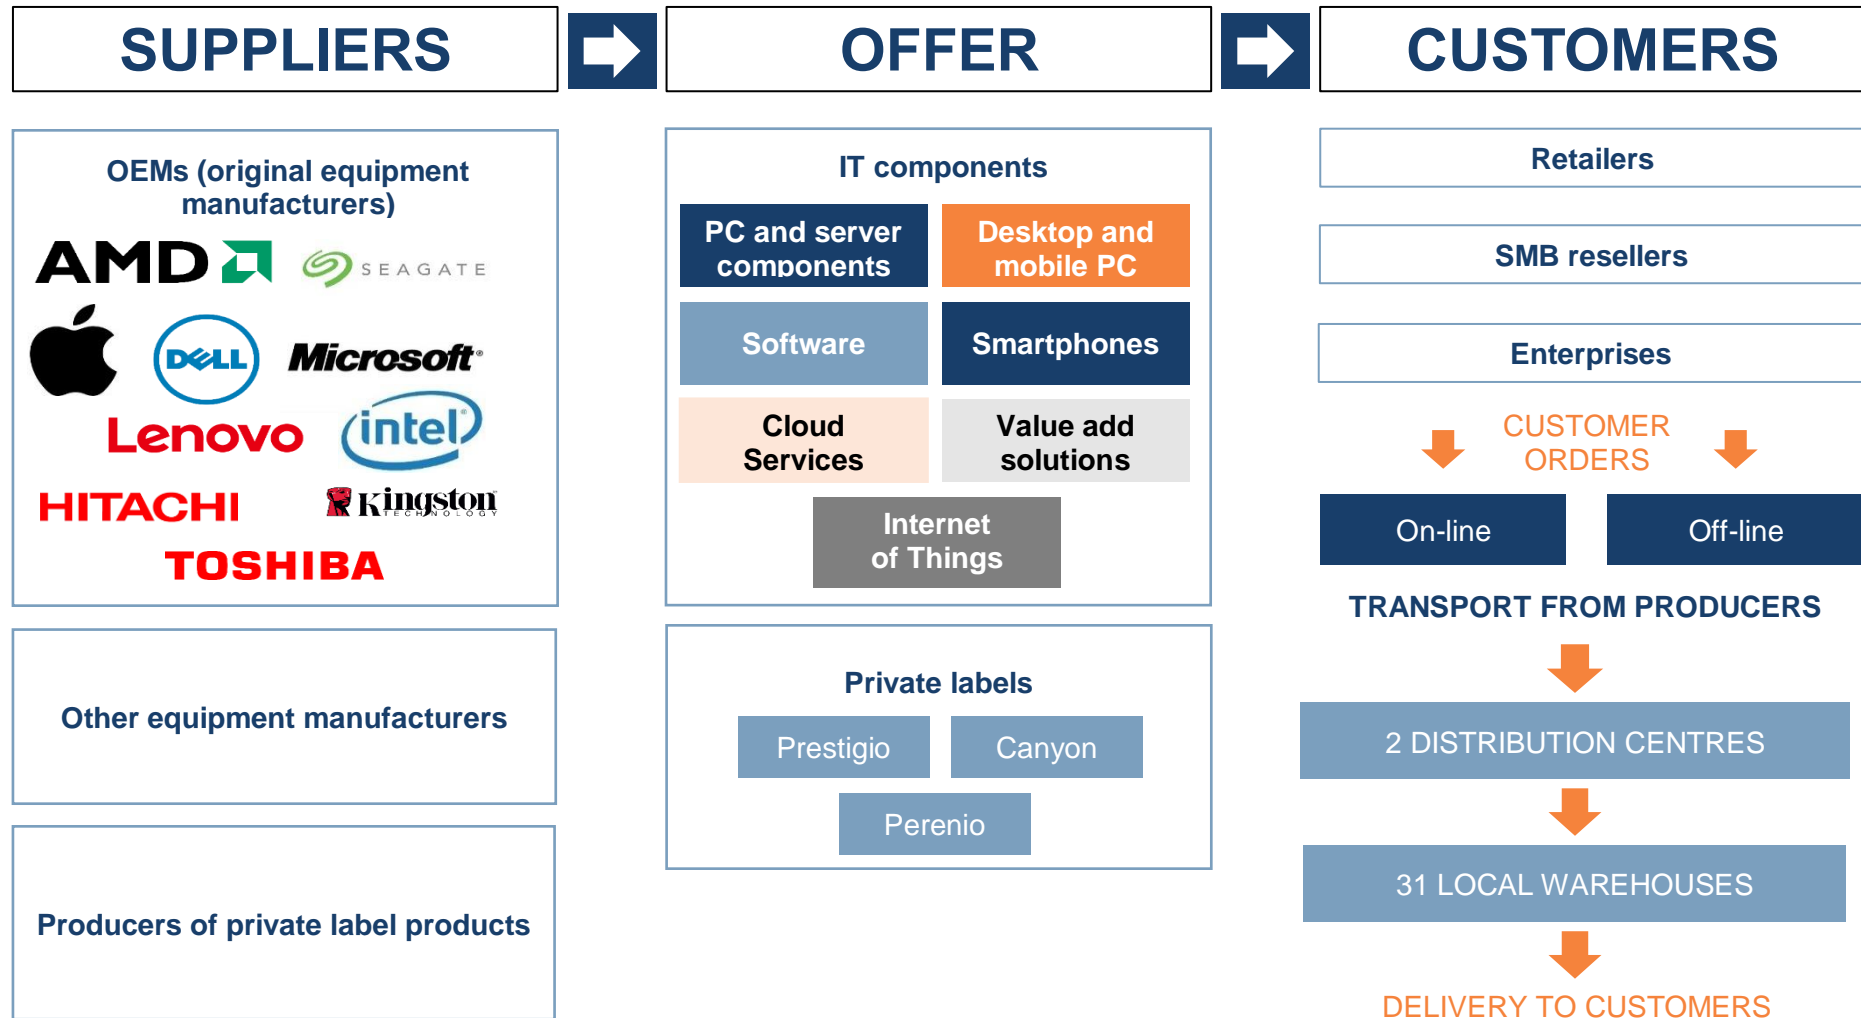 SUPPLIERS
OFFER
CUSTOMERS
OEMs (original equipment
manufacturers)
AMD
SEAGATE
DELL
Microsoft®
Lenovo
intel®
HITACHI
Kingston
TECHNOLOGY
TOSHIBA
Other equipment manufacturers
Producers of private label products
IT components
PC and server
components
Desktop and
mobile PC
Software
Smartphones
Cloud
Services
Value add
solutions
Internet
of Things
Private labels
Prestigio
Canyon
Perenio
Retailers
SMB resellers
Enterprises
CUSTOMER
ORDERS
On-line
Off-line
TRANSPORT FROM PRODUCERS
2 DISTRIBUTION CENTRES
31 LOCAL WAREHOUSES
DELIVERY TO CUSTOMERS